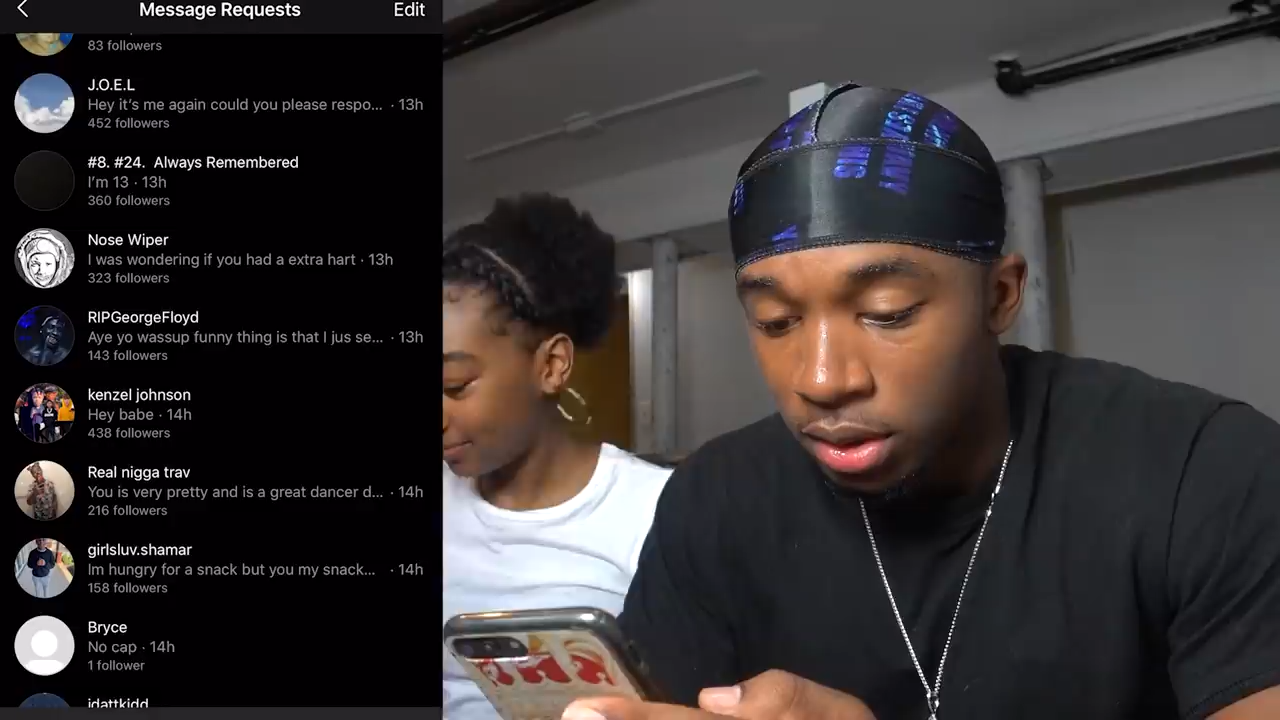 Message Requests
Edit
83 followers
J.O.E.L
Hey it's me again could you please respo... · 13h
452 followers
#8. #24. Always Remembered
I'm 13 · 13h
360 followers
Nose Wiper
I was wondering if you had a extra hart · 13h
323 followers
RIPGeorgeFloyd
Aye yo wassup funny thing is that I jus se... · 13h
143 followers
kenzel johnson
Hey babe · 14h
438 followers
Real nigga trav
You is very pretty and is a great dancer d... · 14h
216 followers
girlsluv.shamar
Im hungry for a snack but you my snack... · 14h
158 followers
Bryce
No cap · 14h
1 follower
idattkidd